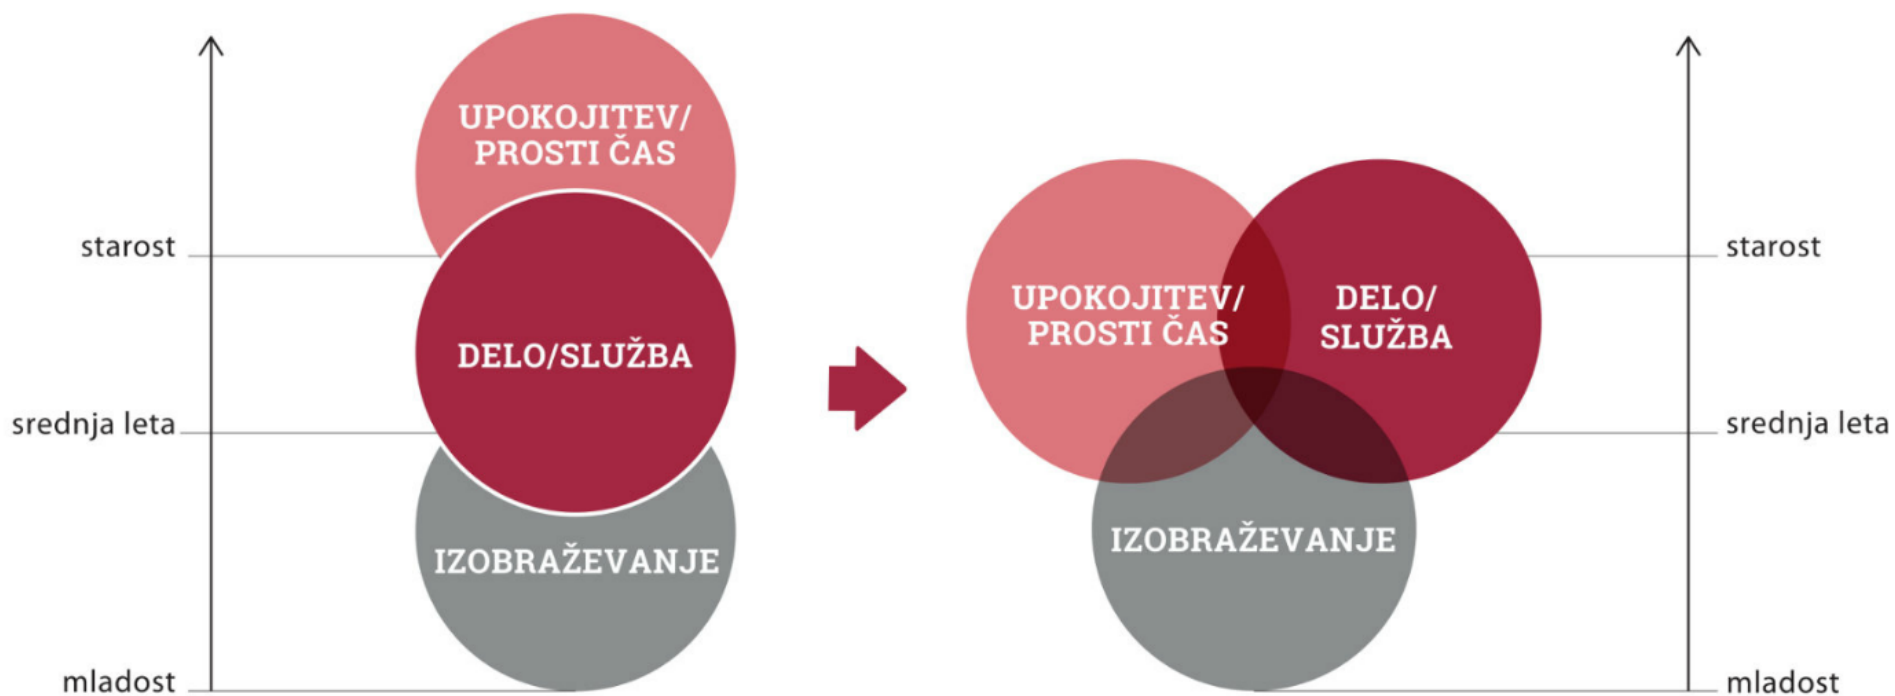 UPOKOJITEV/
PROSTI ČAS
starost
DELO/SLUŽBA
srednja leta
IZOBRAŽEVANJE
mladost
UPOKOJITEV/
PROSTI ČAS
DELO/
SLUŽBA
starost
srednja leta
IZOBRAŽEVANJE
mladost